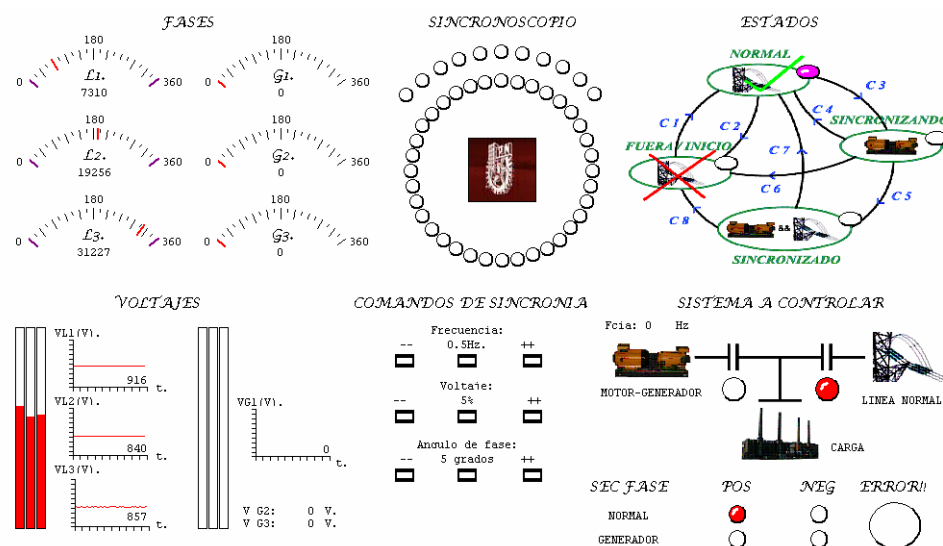 FASES
180
0 360
L1.
7310
180
0 360
L2.
19256
180
0 360
L3.
31227
180
0 360
G1.
0
180
0 360
G2.
0
180
0 360
G3.
0
SINCRONOSCOPIO
ESTADOS
NORMAL
C 3
C 4
SINCRONIZANDO
C 1
C 2
FUERA/INICIO
C 7
C 6
C 5
C 8
&&
SINCRONIZADO
VOLTAJES
VL1(V).
916
t.
VL2(V).
840
t.
VL3(V).
857
t.
VG1(V).
0
t.
V G2: 0 V.
V G3: 0 V.
COMANDOS DE SINCRONIA
Frecuencia:
-- 0.5Hz. ++
Voltaje:
-- 5% ++
Angulo de fase:
-- 5 grados ++
SISTEMA A CONTROLAR
Fcia: 0 Hz
MOTOR-GENERADOR
LINEA NORMAL
CARGA
SEC FASE POS NEG ERROR!!
NORMAL
GENERADOR